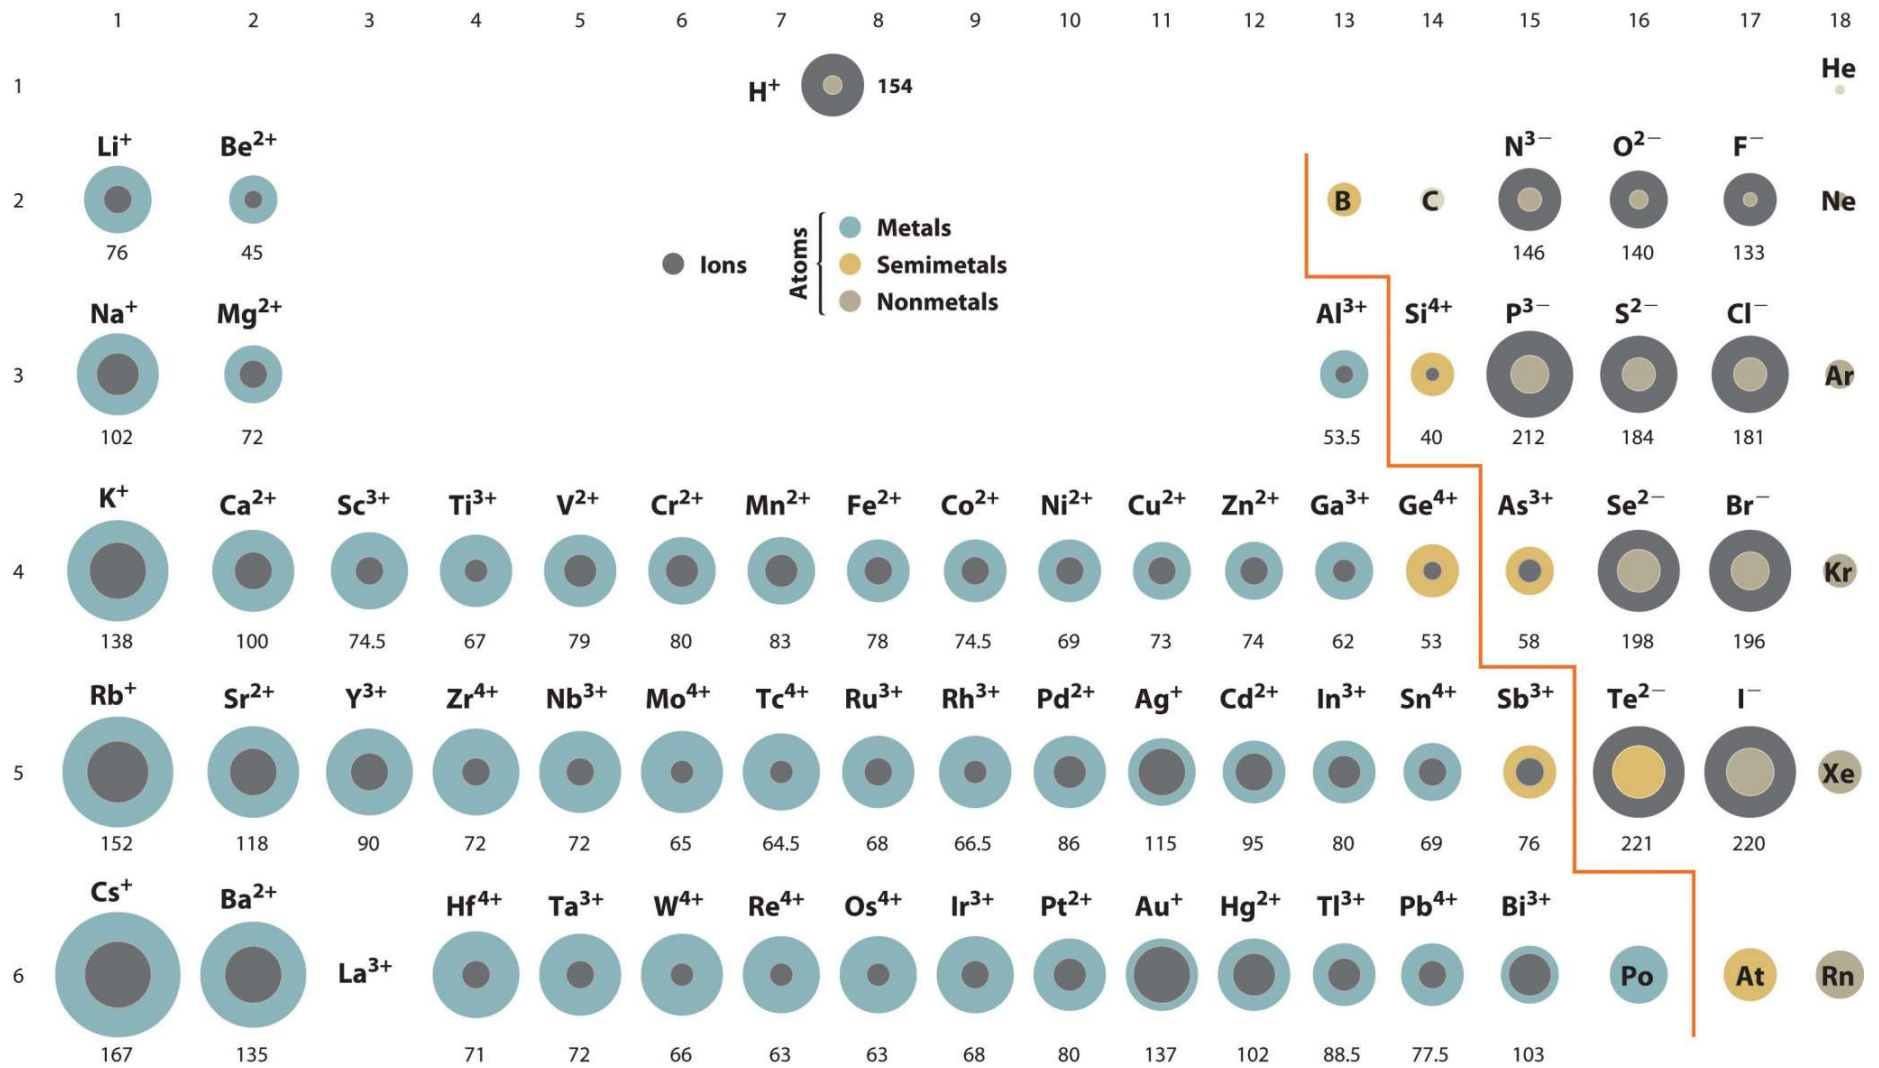 1 2 3 4 5 6 7 8 9 10 11 12 13 14 15 16 17 18
1 H⁺ 154 He
Li⁺ Be²⁺ N³⁻ O²⁻ F⁻
2 B C Ne
76 45 146 140 133
Ions
Atoms
Metals
Semimetals
Nonmetals
Na⁺ Mg²⁺ Al³⁺ Si⁴⁺ P³⁻ S²⁻ Cl⁻
3 Ar
102 72 53.5 40 212 184 181
K⁺ Ca²⁺ Sc³⁺ Ti³⁺ V²⁺ Cr²⁺ Mn²⁺ Fe²⁺ Co²⁺ Ni²⁺ Cu²⁺ Zn²⁺ Ga³⁺ Ge⁴⁺ As³⁺ Se²⁻ Br⁻
4 Kr
138 100 74.5 67 79 80 83 78 74.5 69 73 74 62 53 58 198 196
Rb⁺ Sr²⁺ Y³⁺ Zr⁴⁺ Nb³⁺ Mo⁴⁺ Tc⁴⁺ Ru³⁺ Rh³⁺ Pd²⁺ Ag⁺ Cd²⁺ In³⁺ Sn⁴⁺ Sb³⁺ Te²⁻ I⁻
5 Xe
152 118 90 72 72 65 64.5 68 66.5 86 115 95 80 69 76 221 220
Cs⁺ Ba²⁺ Hf⁴⁺ Ta³⁺ W⁴⁺ Re⁴⁺ Os⁴⁺ Ir³⁺ Pt²⁺ Au⁺ Hg²⁺ Tl³⁺ Pb⁴⁺ Bi³⁺
6 La³⁺ Po At Rn
167 135 71 72 66 63 63 68 80 137 102 88.5 77.5 103